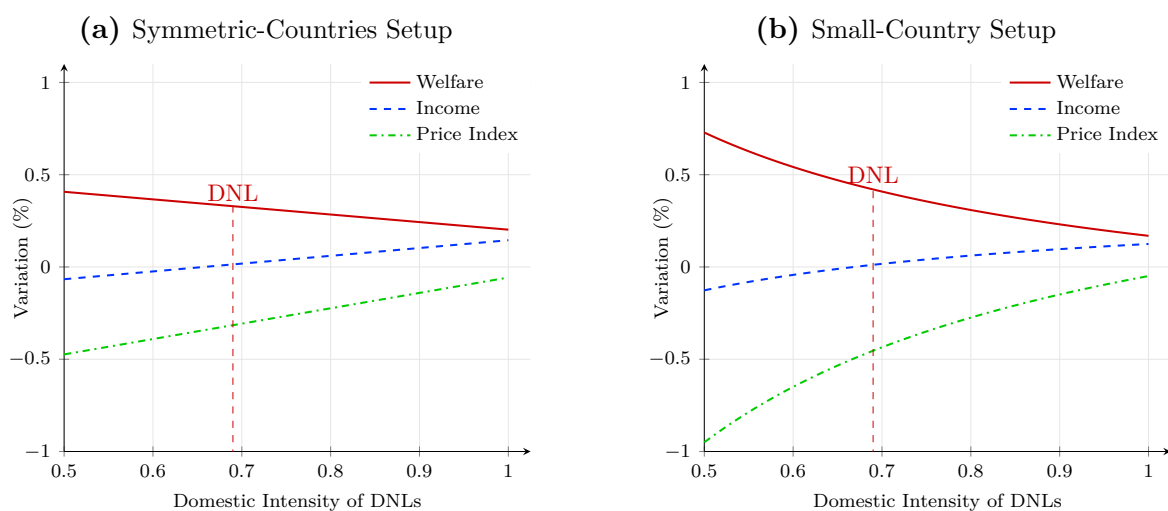 (a) Symmetric-Countries Setup
Welfare
Income
Price Index
DNL
1
0.5
0
−0.5
−1
Variation (%)
0.5 0.6 0.7 0.8 0.9 1
Domestic Intensity of DNLs
(b) Small-Country Setup
Welfare
Income
Price Index
DNL
1
0.5
0
−0.5
−1
Variation (%)
0.5 0.6 0.7 0.8 0.9 1
Domestic Intensity of DNLs